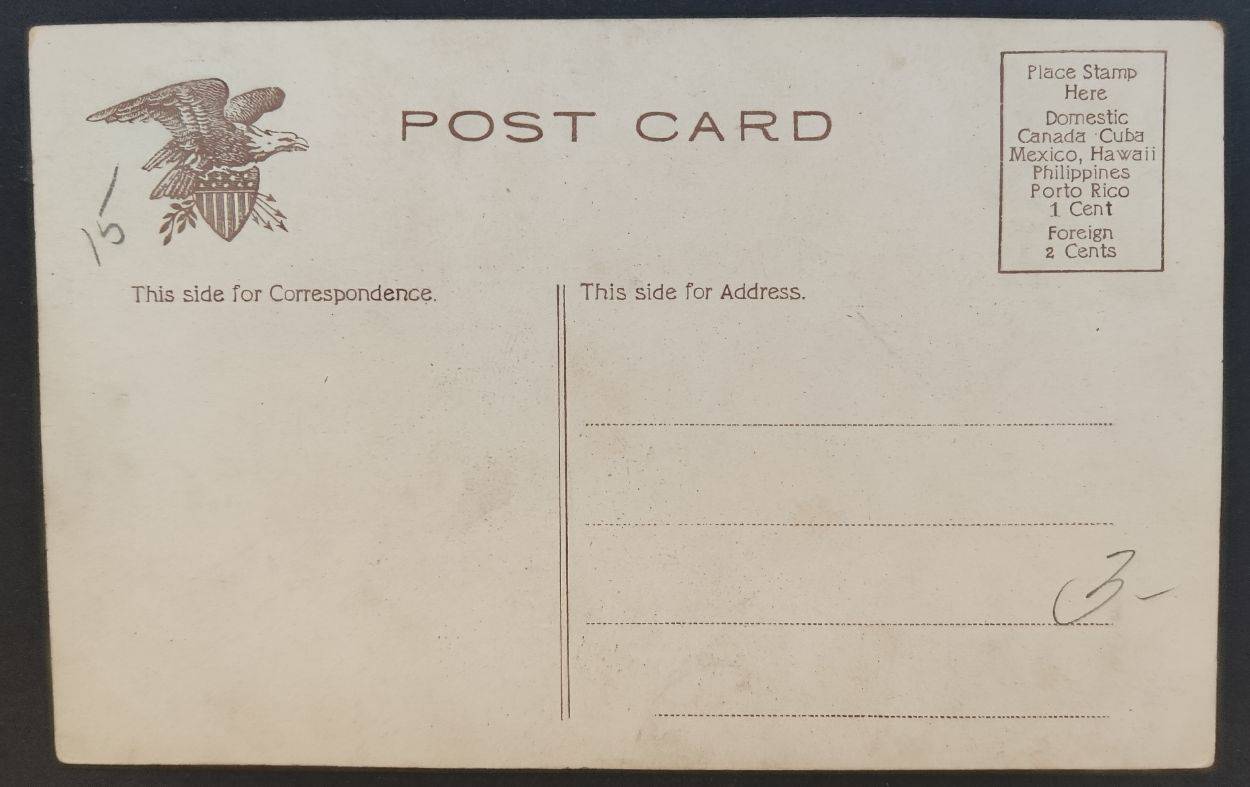 POST CARD
Place Stamp
Here
Domestic
Canada Cuba
Mexico, Hawaii
Philippines
Porto Rico
1 Cent
Foreign
2 Cents
15-
This side for Correspondence.
This side for Address.
3-